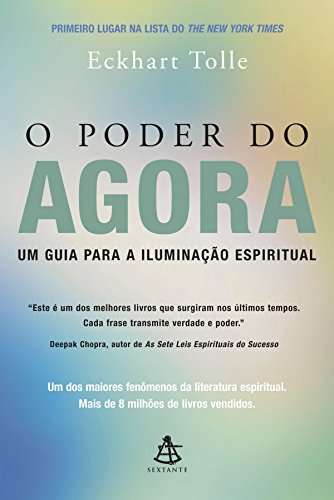 PRIMEIRO LUGAR NA LISTA DO THE NEW YORK TIMES
Eckhart Tolle
O PODER DO
AGORA
UM GUIA PARA A ILUMINAÇÃO ESPIRITUAL
“Este é um dos melhores livros que surgiram nos últimos tempos.
Cada frase transmite verdade e poder.”
Deepak Chopra, autor de As Sete Leis Espirituais do Sucesso
Um dos maiores fenômenos da literatura espiritual.
Mais de 8 milhões de livros vendidos.
SEXTANTE